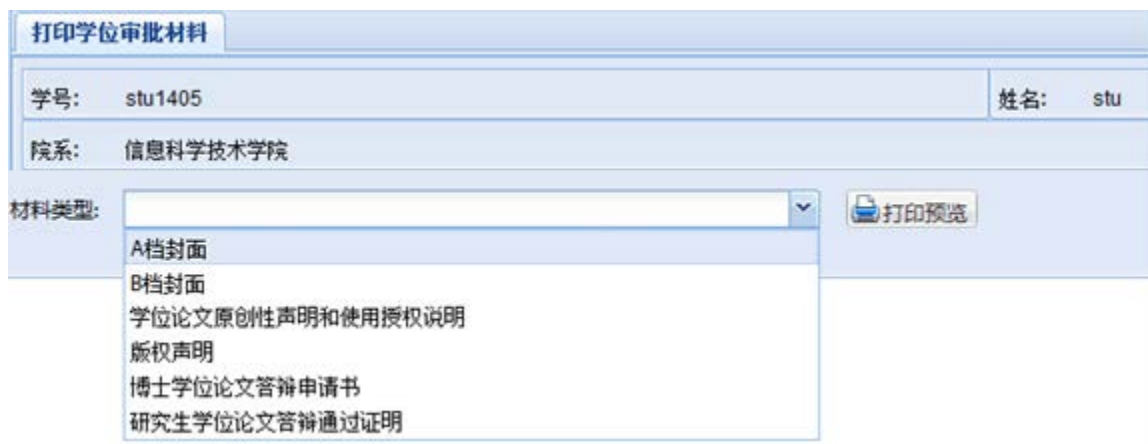 打印学位审批材料
学号: stu1405 姓名: stu
院系: 信息科学技术学院
材料类型: 打印预览
A档封面
B档封面
学位论文原创性声明和使用授权说明
版权声明
博士学位论文答辩申请书
研究生学位论文答辩通过证明